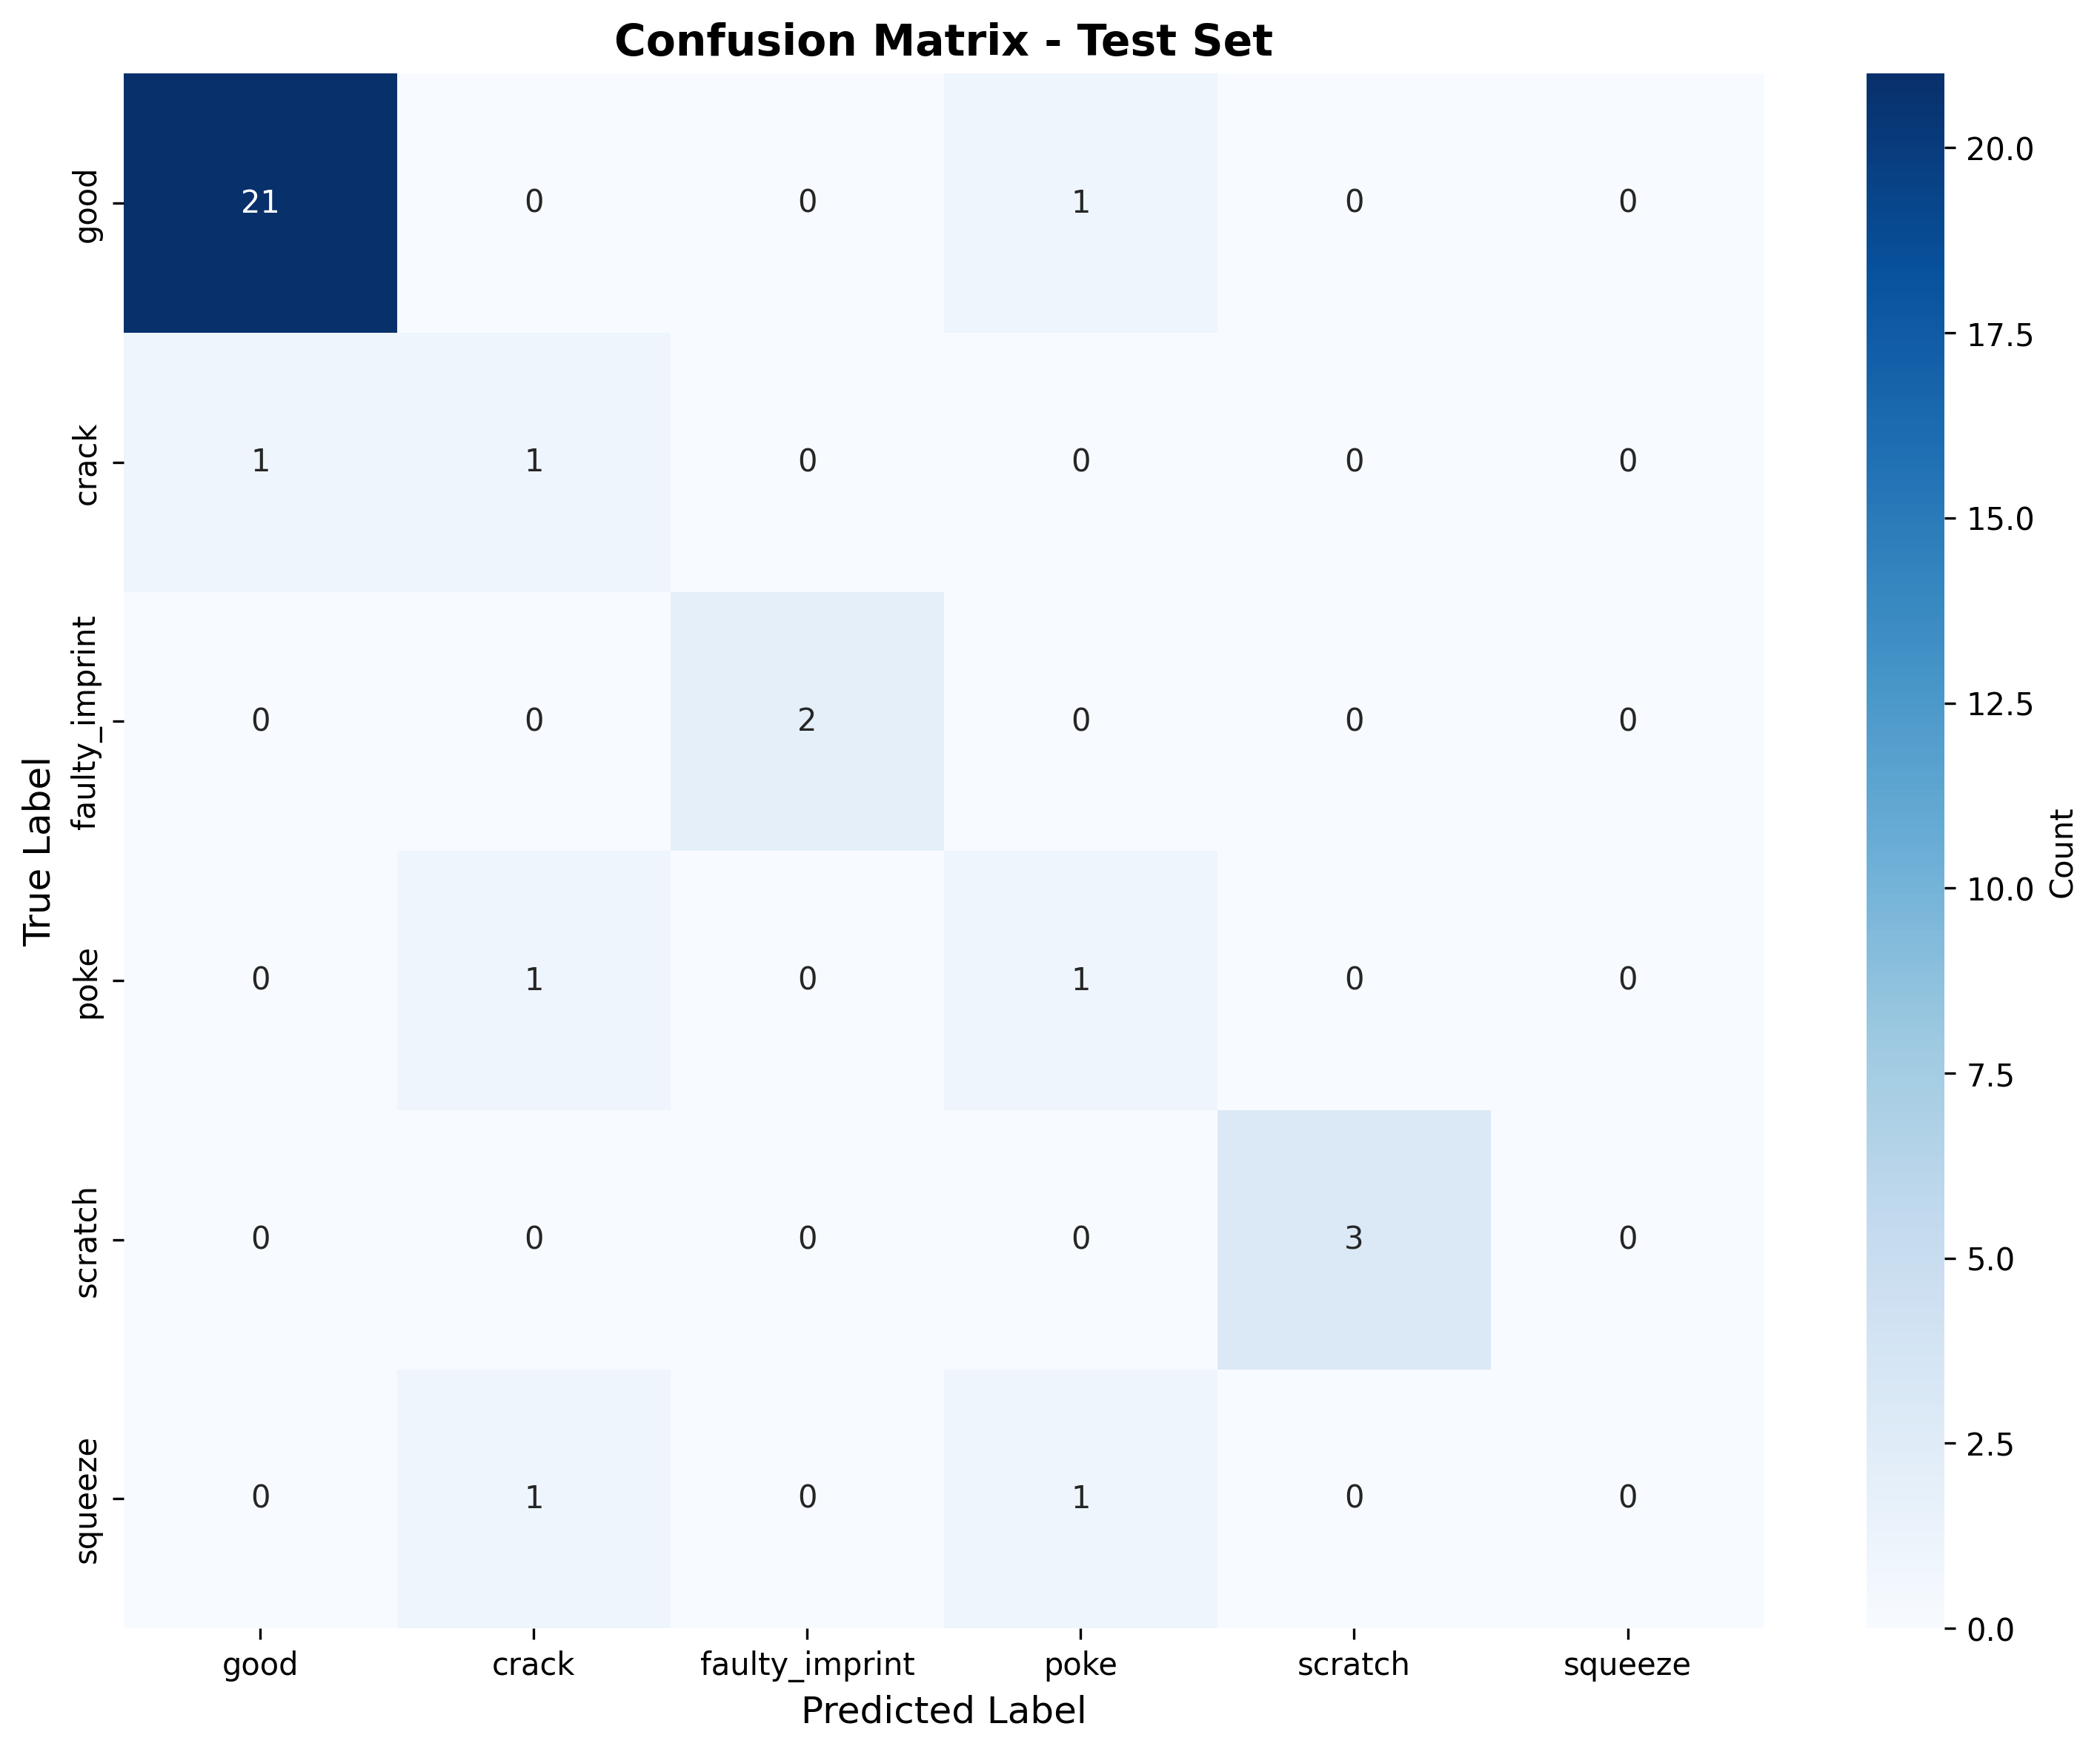 Confusion Matrix - Test Set
True Label
good
21 0 0 1 0 0
crack
1 1 0 0 0 0
faulty_imprint
0 0 2 0 0 0
poke
0 1 0 1 0 0
scratch
0 0 0 0 3 0
squeeze
0 1 0 1 0 0
good crack faulty_imprint poke scratch squeeze
Predicted Label
20.0
17.5
15.0
12.5
10.0
7.5
5.0
2.5
0.0
Count